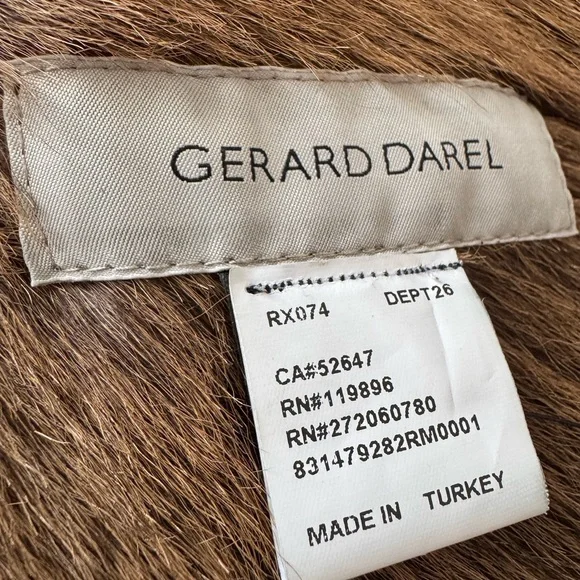 GERARD DAREL
RX074 DEPT26
CA#52647
RN#119896
RN#272060780
831479282RM0001
MADE IN TURKEY